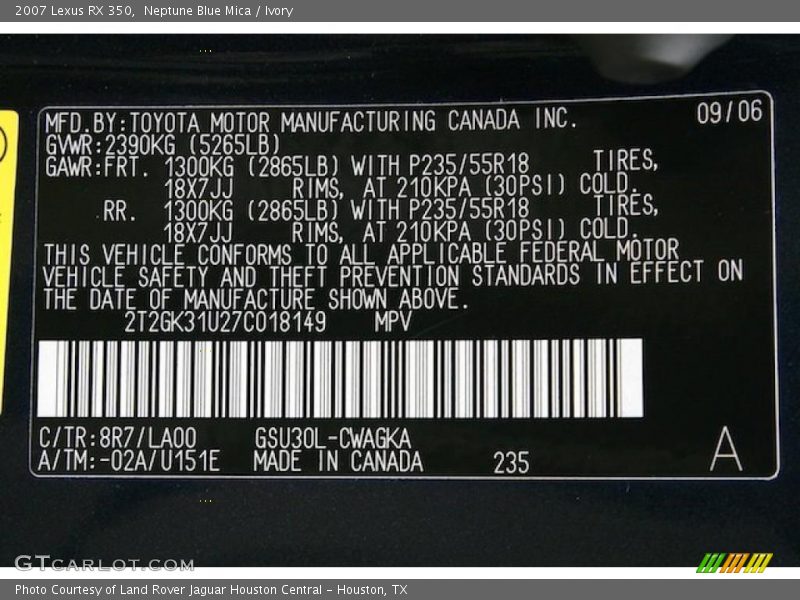 2007 Lexus RX 350,  Neptune Blue Mica / Ivory
MFD.BY:TOYOTA MOTOR MANUFACTURING CANADA INC. 09/06
GVWR:2390KG (5265LB)
GAWR:FRT. 1300KG (2865LB) WITH P235/55R18 TIRES,
18X7JJ RIMS, AT 210KPA (30PSI) COLD.
RR. 1300KG (2865LB) WITH P235/55R18 TIRES,
18X7JJ RIMS, AT 210KPA (30PSI) COLD.
THIS VEHICLE CONFORMS TO ALL APPLICABLE FEDERAL MOTOR
VEHICLE SAFETY AND THEFT PREVENTION STANDARDS IN EFFECT ON
THE DATE OF MANUFACTURE SHOWN ABOVE.
2T2GK31U27C018149 MPV
C/TR:8R7/LA00 GSU30L-CWAGKA
A/TM:-02A/U151E MADE IN CANADA 235 A
GTCARLOT.COM
Photo Courtesy of Land Rover Jaguar Houston Central - Houston, TX